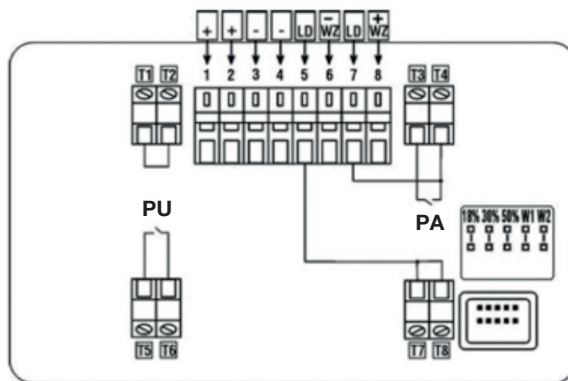 + + - - LD -WZ LD +WZ
1 2 3 4 5 6 7 8
T1 T2
T3 T4
PU
PA
10% 30% 50% W1 W2
T5 T6
T7 T8